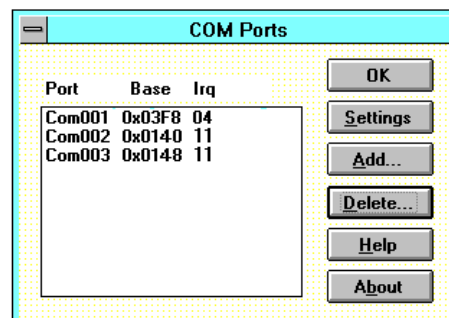 COM Ports
Port Base Irq
Com001 0x03F8 04
Com002 0x0140 11
Com003 0x0148 11
OK
Settings
Add...
Delete...
Help
About